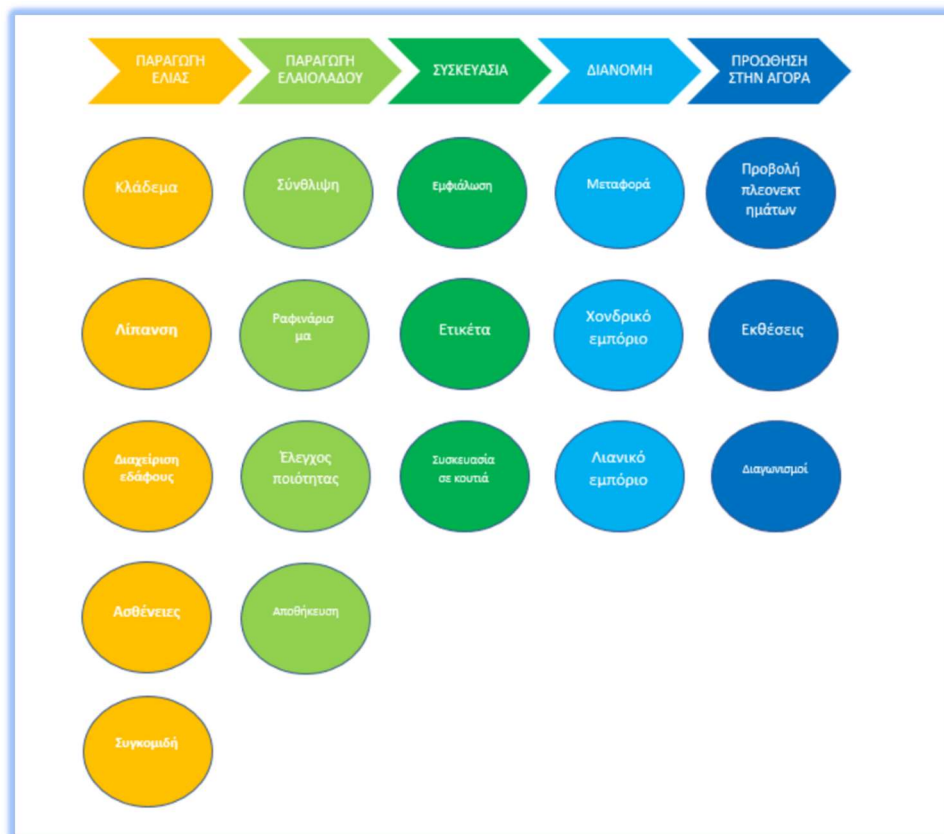 ΠΑΡΑΓΩΓΗ
ΕΛΙΑΣ
ΠΑΡΑΓΩΓΗ
ΕΛΑΙΟΛΑΔΟΥ
ΣΥΣΚΕΥΑΣΙΑ
ΔΙΑΝΟΜΗ
ΠΡΟΩΘΗΣΗ
ΣΤΗΝ ΑΓΟΡΑ
Κλάδεμα
Σύνθλιψη
Εμφιάλωση
Μεταφορά
Προβολή
πλεονεκτ
ημάτων
Λίπανση
Ραφινάρισ
μα
Ετικέτα
Χονδρικό
εμπόριο
Εκθέσεις
Διαχείριση
εδάφους
Έλεγχος
ποιότητας
Συσκευασία
σε κουτιά
Λιανικό
εμπόριο
Διαγωνισμοί
Ασθένειες
Αποθήκευση
Συγκομιδή